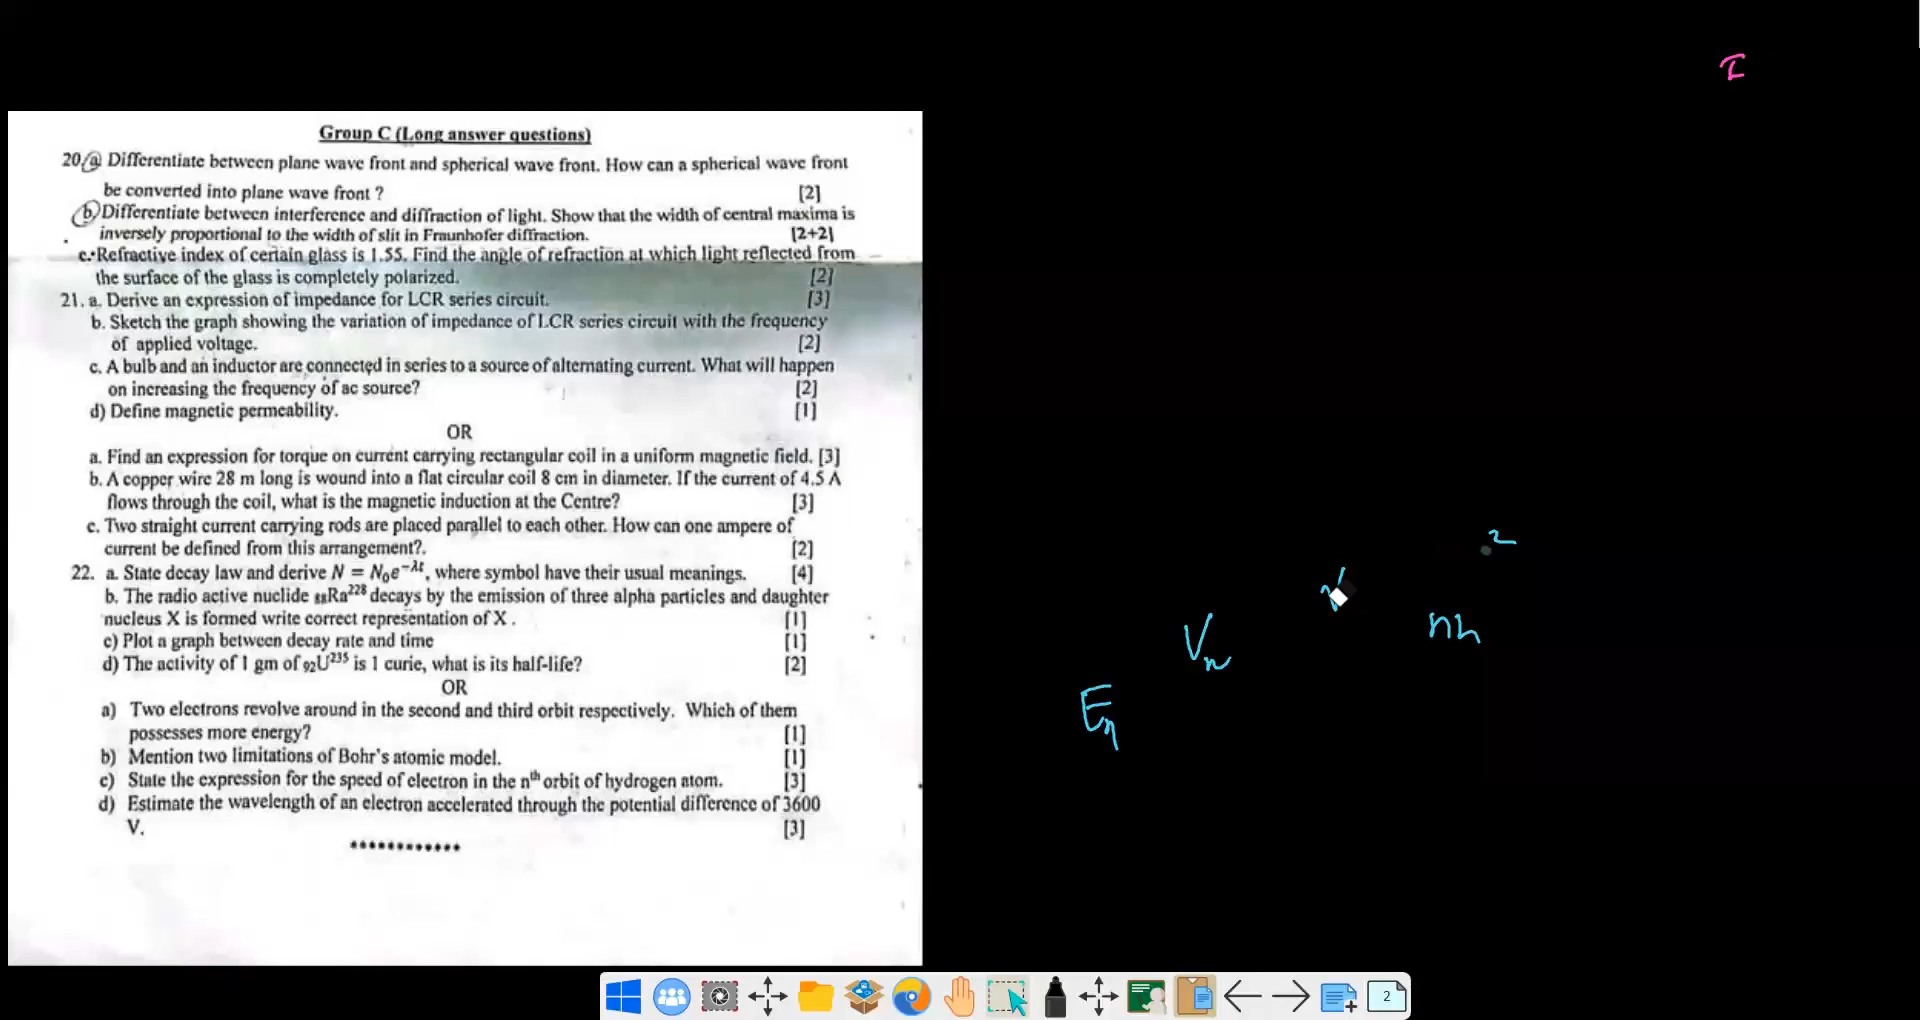 I
Group C (Long answer questions)
20. a. Differentiate between plane wave front and spherical wave front. How can a spherical wave front
be converted into plane wave front ? [2]
b. Differentiate between interference and diffraction of light. Show that the width of central maxima is
inversely proportional to the width of slit in Fraunhofer diffraction. [2+2]
c. Refractive index of certain glass is 1.55. Find the angle of refraction at which light reflected from
the surface of the glass is completely polarized. [2]
21. a. Derive an expression of impedance for LCR series circuit. [3]
b. Sketch the graph showing the variation of impedance of LCR series circuit with the frequency
of applied voltage. [2]
c. A bulb and an inductor are connected in series to a source of alternating current. What will happen
on increasing the frequency of ac source? [2]
d) Define magnetic permeability. [1]
OR
a. Find an expression for torque on current carrying rectangular coil in a uniform magnetic field. [3]
b. A copper wire 28 m long is wound into a flat circular coil 8 cm in diameter. If the current of 4.5 A
flows through the coil, what is the magnetic induction at the Centre? [3]
c. Two straight current carrying rods are placed parallel to each other. How can one ampere of
current be defined from this arrangement?. [2]
22. a. State decay law and derive N = N₀e^{-λt}, where symbol have their usual meanings. [4]
b. The radio active nuclide ₈₈Ra²²⁸ decays by the emission of three alpha particles and daughter
nucleus X is formed write correct representation of X . [1]
c) Plot a graph between decay rate and time [1]
d) The activity of 1 gm of ₉₂U²³⁵ is 1 curie, what is its half-life? [2]
OR
a) Two electrons revolve around in the second and third orbit respectively. Which of them
possesses more energy? [1]
b) Mention two limitations of Bohr's atomic model. [1]
c) State the expression for the speed of electron in the nᵗʰ orbit of hydrogen atom. [3]
d) Estimate the wavelength of an electron accelerated through the potential difference of 3600
V. [3]
************
2
nh
Vn
En
2